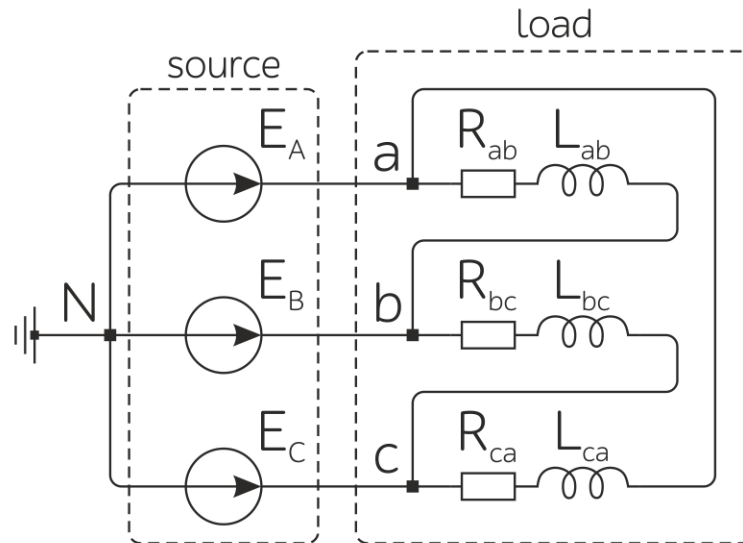 load
source
E_A
a
R_ab
L_ab
N
E_B
b
R_bc
L_bc
E_C
c
R_ca
L_ca